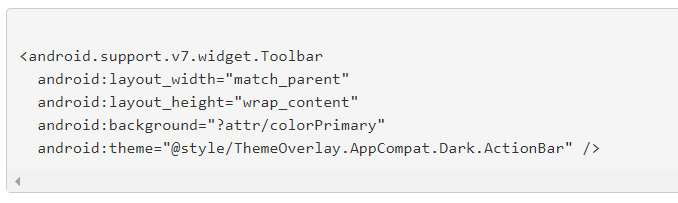 <android.support.v7.widget.Toolbar
  android:layout_width="match_parent"
  android:layout_height="wrap_content"
  android:background="?attr/colorPrimary"
  android:theme="@style/ThemeOverlay.AppCompat.Dark.ActionBar" />